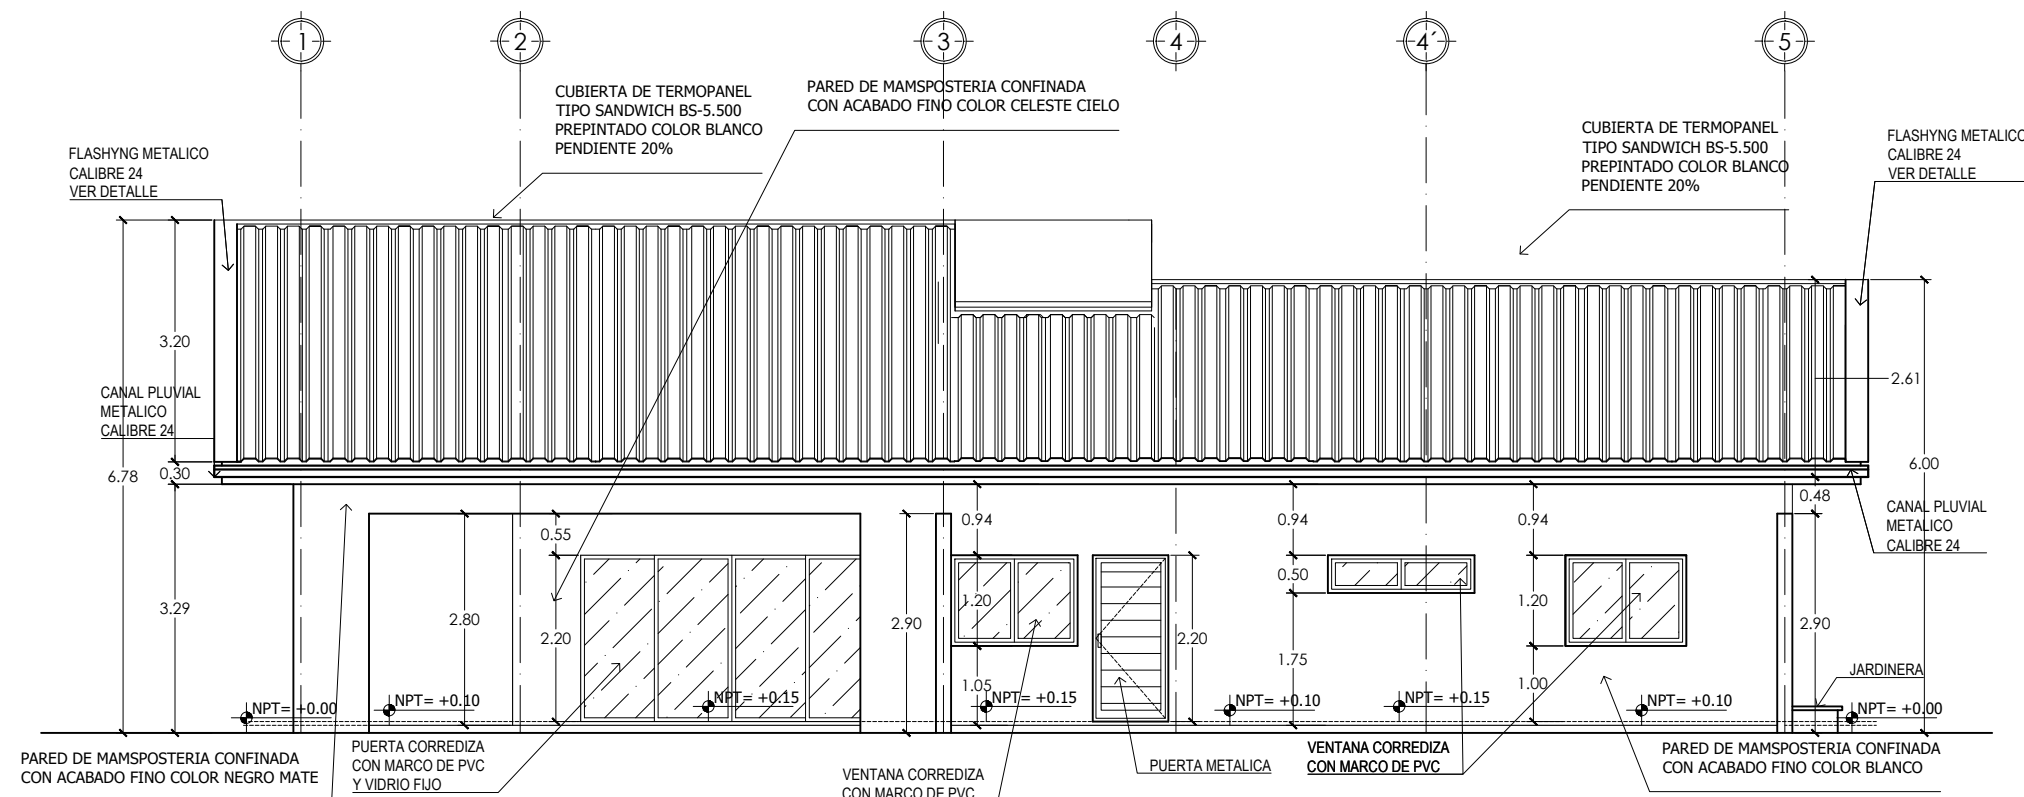 1
2
3
4
4´
5
CUBIERTA DE TERMOPANEL
TIPO SANDWICH BS-5.500
PREPINTADO COLOR BLANCO
PENDIENTE 20%
PARED DE MAMSPOSTERIA CONFINADA
CON ACABADO FINO COLOR CELESTE CIELO
CUBIERTA DE TERMOPANEL
TIPO SANDWICH BS-5.500
PREPINTADO COLOR BLANCO
PENDIENTE 20%
FLASHYNG METALICO
CALIBRE 24
VER DETALLE
FLASHYNG METALICO
CALIBRE 24
VER DETALLE
3.20
2.61
CANAL PLUVIAL
METALICO
CALIBRE 24
6.78
0.30
6.00
0.48
CANAL PLUVIAL
METALICO
CALIBRE 24
0.55
0.94
0.94
0.94
0.50
1.20
1.20
3.29
2.80
2.20
2.90
2.20
1.75
2.90
1.05
1.00
JARDINERA
NPT= +0.00
NPT= +0.10
NPT= +0.15
NPT= +0.15
NPT= +0.10
NPT= +0.15
NPT= +0.10
NPT= +0.00
PARED DE MAMSPOSTERIA CONFINADA
CON ACABADO FINO COLOR NEGRO MATE
PUERTA CORREDIZA
CON MARCO DE PVC
Y VIDRIO FIJO
VENTANA CORREDIZA
CON MARCO DE PVC
PUERTA METALICA
VENTANA CORREDIZA
CON MARCO DE PVC
PARED DE MAMSPOSTERIA CONFINADA
CON ACABADO FINO COLOR BLANCO